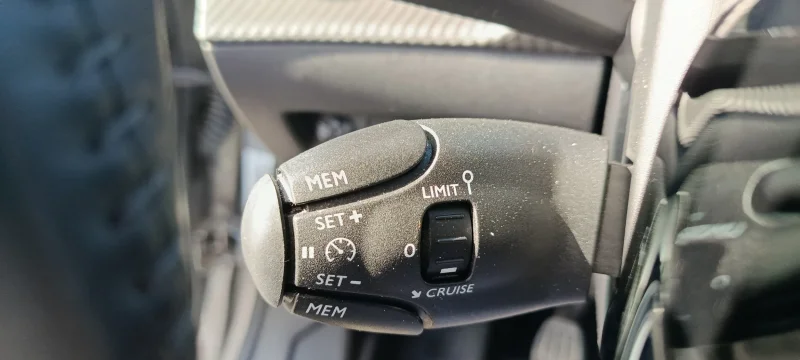 MEM
LIMIT
SET +
0
SET -
CRUISE
MEM